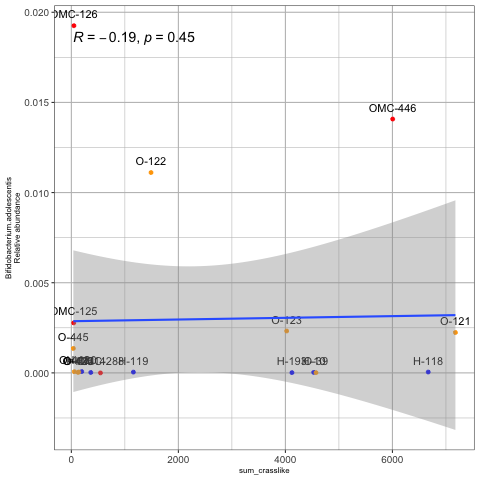 0.020
OMC-126
R = −0.19, p = 0.45
0.015
OMC-446
O-122
0.010
Bifidobacterium.adolescentis
Relative abundance
0.005
OMC-125
O-123
O-121
O-445
H-119
H-118
0.000
0
2000
4000
6000
sum_crasslike